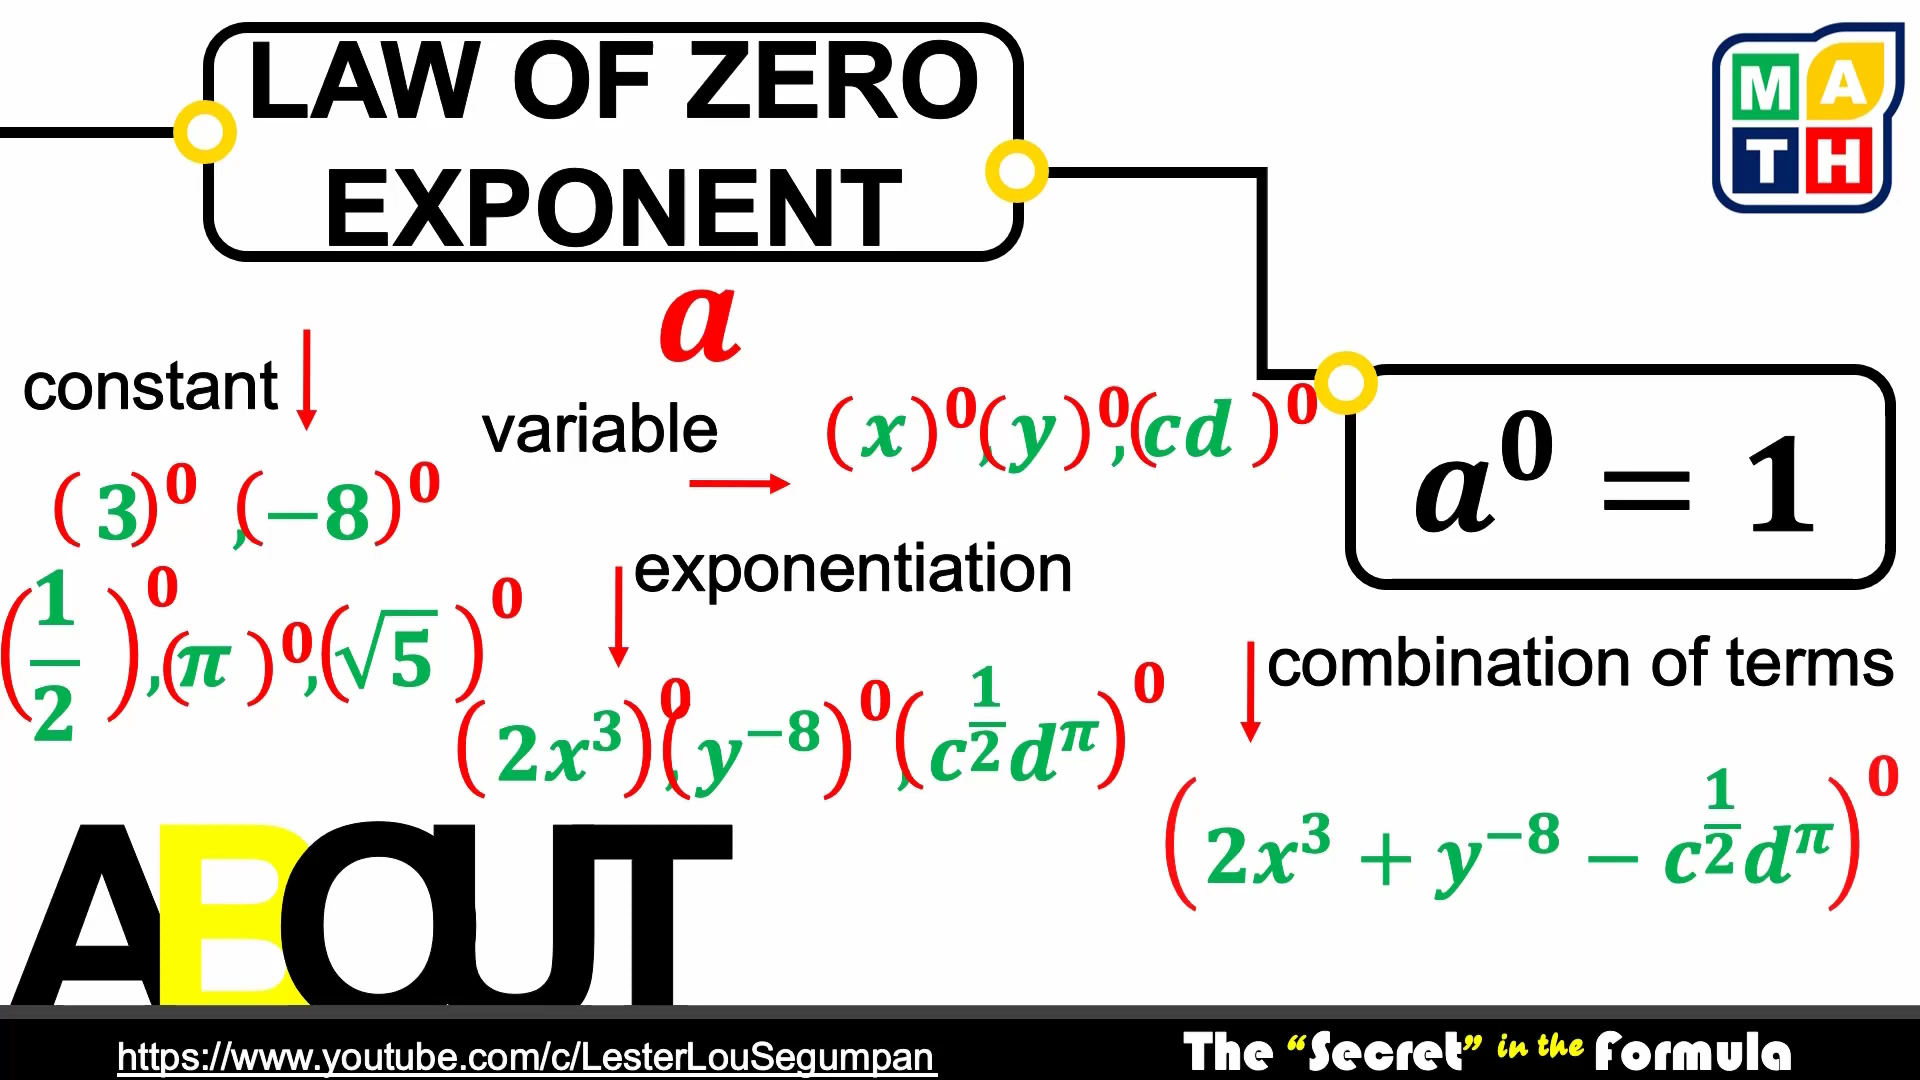 LAW OF ZERO
EXPONENT
M A
T H
a
constant
(3)⁰, (−8)⁰
(1/2)⁰, (π)⁰, (√5)⁰
variable
(x)⁰, (y)⁰, (cd)⁰
a⁰ = 1
exponentiation
(2x³)⁰, (y⁻⁸)⁰, (c^(1/2) d^π)⁰
combination of terms
(2x³ + y⁻⁸ − c^(1/2) d^π)⁰
ABOUT
https://www.youtube.com/c/LesterLouSegumpan
The “Secret” in the Formula